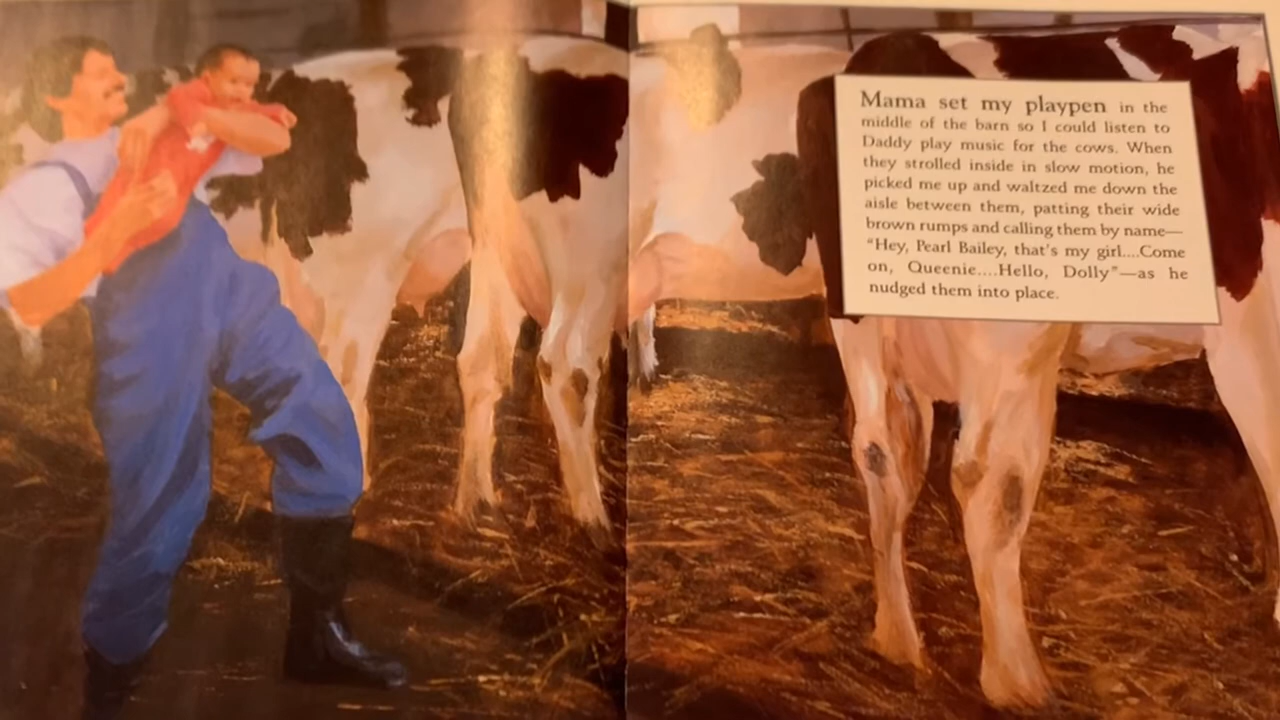 Mama set my playpen in the
middle of the barn so I could listen to
Daddy play music for the cows. When
they strolled inside in slow motion, he
picked me up and waltzed me down the
aisle between them, patting their wide
brown rumps and calling them by name—
“Hey, Pearl Bailey, that’s my girl....Come
on, Queenie....Hello, Dolly”—as he
nudged them into place.